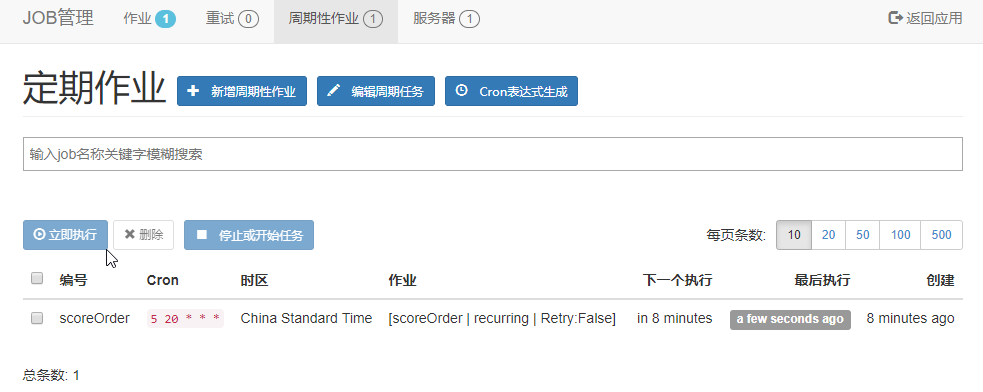 JOB管理 作业 1 重试 0 周期性作业 1 服务器 1 返回应用
定期作业 新增周期性作业 编辑周期任务 Cron表达式生成
输入job名称关键字模糊搜索
立即执行 删除 停止或开始任务 每页条数: 10 20 50 100 500
编号 Cron 时区 作业 下一个执行 最后执行 创建
scoreOrder 5 20 * * * China Standard Time [scoreOrder | recurring | Retry:False] in 8 minutes a few seconds ago 8 minutes ago
总条数: 1